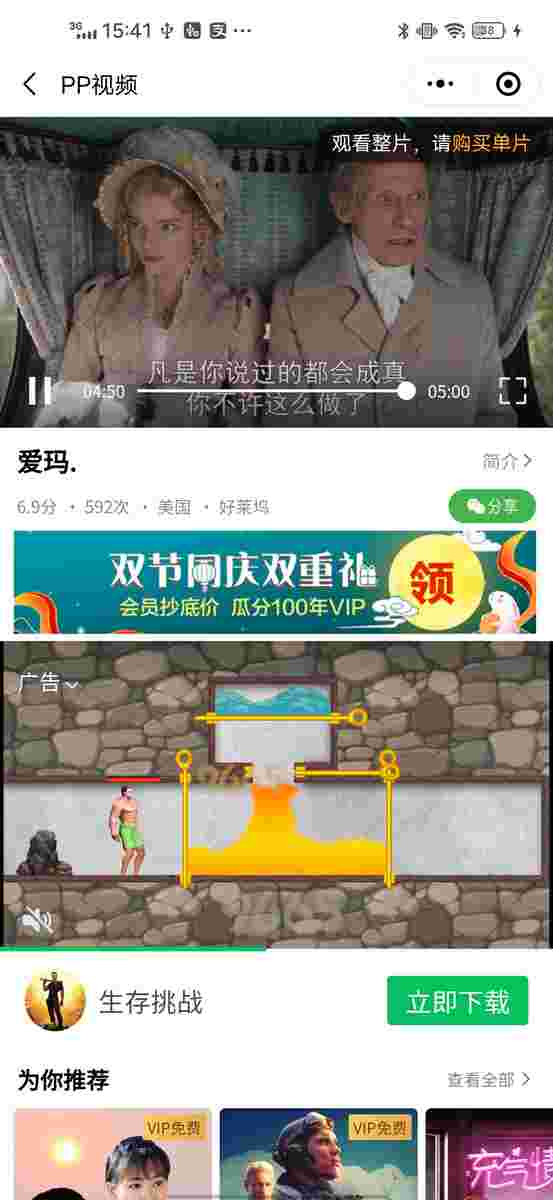 3G 15:41
PP视频
观看整片，请购买单片
凡是你说过的都会成真
04:50
05:00
你不许这么做了
爱玛.
简介
6.9分 · 592次 · 美国 · 好莱坞
分享
双节同庆双重礼
会员抄底价 瓜分100年VIP
领
广告
生存挑战
立即下载
为你推荐
查看全部
VIP免费
VIP免费
充气情